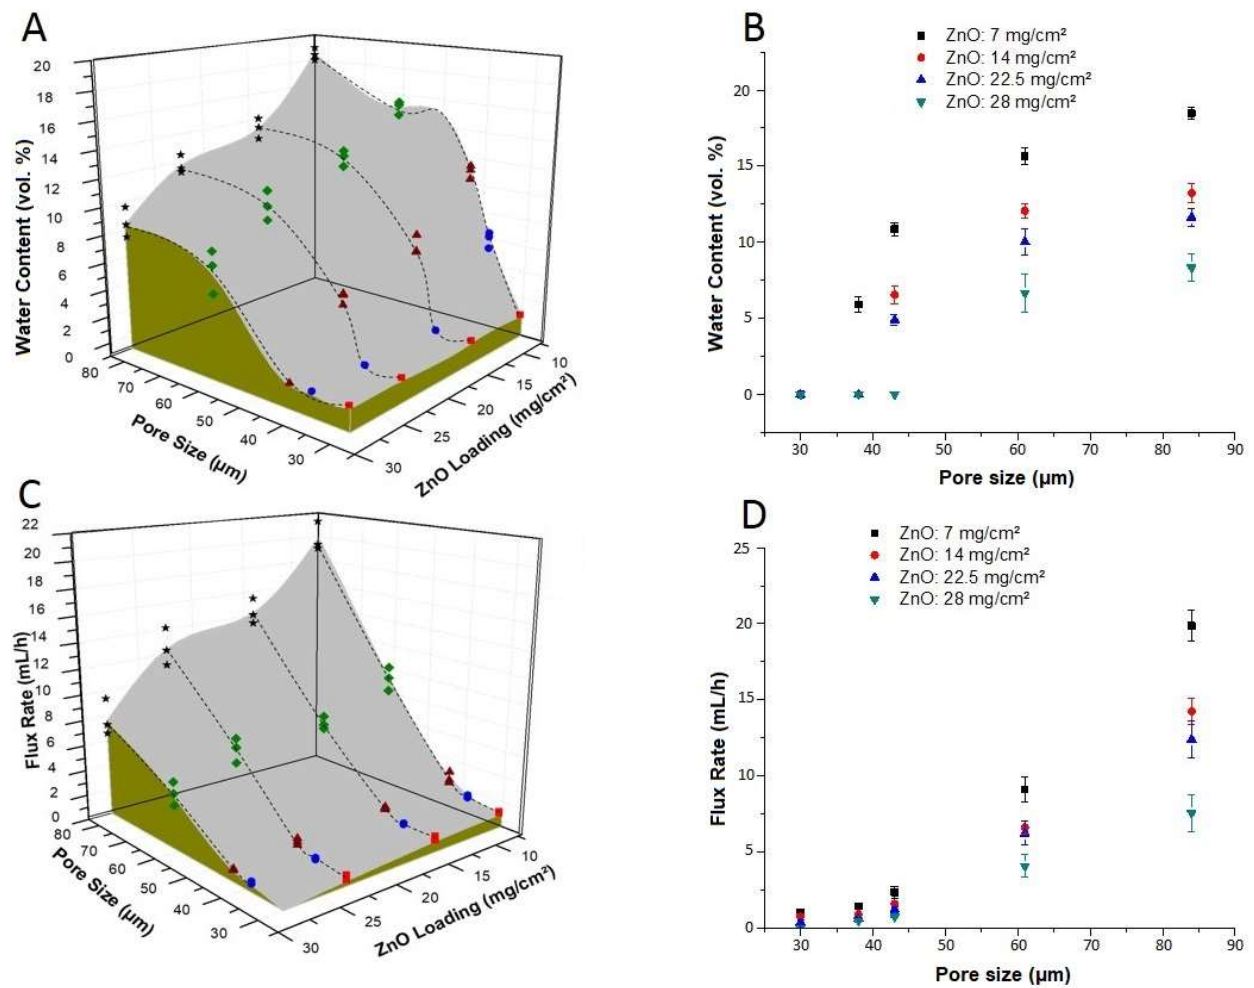 A
20
18
16
14
12
10
8
6
4
2
0
Water Content (vol. %)
80
70
60
50
40
30
Pore Size (µm)
10
15
20
25
30
ZnO Loading (mg/cm²)
B
ZnO: 7 mg/cm²
ZnO: 14 mg/cm²
ZnO: 22.5 mg/cm²
ZnO: 28 mg/cm²
20
15
10
5
0
Water Content (vol. %)
30 40 50 60 70 80 90
Pore size (µm)
C
22
20
18
16
14
12
10
8
6
4
2
0
Flux Rate (mL/h)
80
70
60
50
40
30
Pore Size (µm)
10
15
20
25
30
ZnO Loading (mg/cm²)
D
ZnO: 7 mg/cm²
ZnO: 14 mg/cm²
ZnO: 22.5 mg/cm²
ZnO: 28 mg/cm²
25
20
15
10
5
0
Flux Rate (mL/h)
30 40 50 60 70 80 90
Pore size (µm)